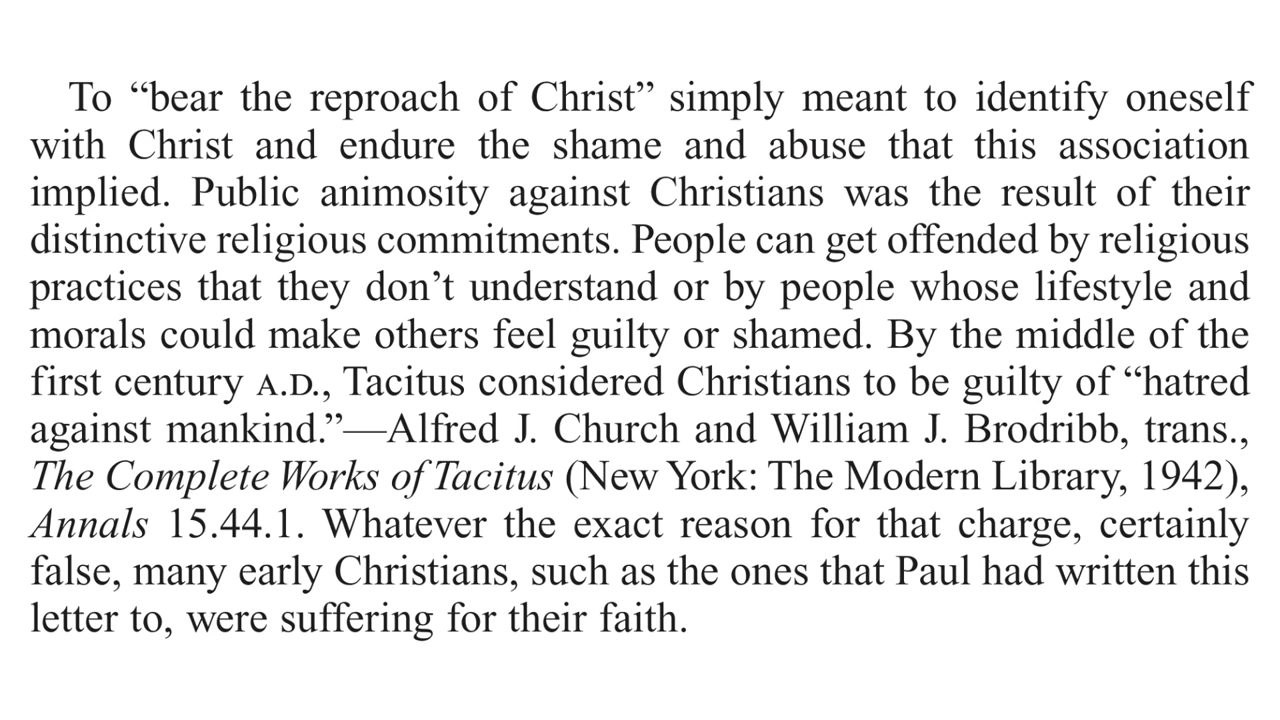 To “bear the reproach of Christ” simply meant to identify oneself
with Christ and endure the shame and abuse that this association
implied. Public animosity against Christians was the result of their
distinctive religious commitments. People can get offended by religious
practices that they don’t understand or by people whose lifestyle and
morals could make others feel guilty or shamed. By the middle of the
first century A.D., Tacitus considered Christians to be guilty of “hatred
against mankind.”—Alfred J. Church and William J. Brodribb, trans.,
The Complete Works of Tacitus (New York: The Modern Library, 1942),
Annals 15.44.1. Whatever the exact reason for that charge, certainly
false, many early Christians, such as the ones that Paul had written this
letter to, were suffering for their faith.